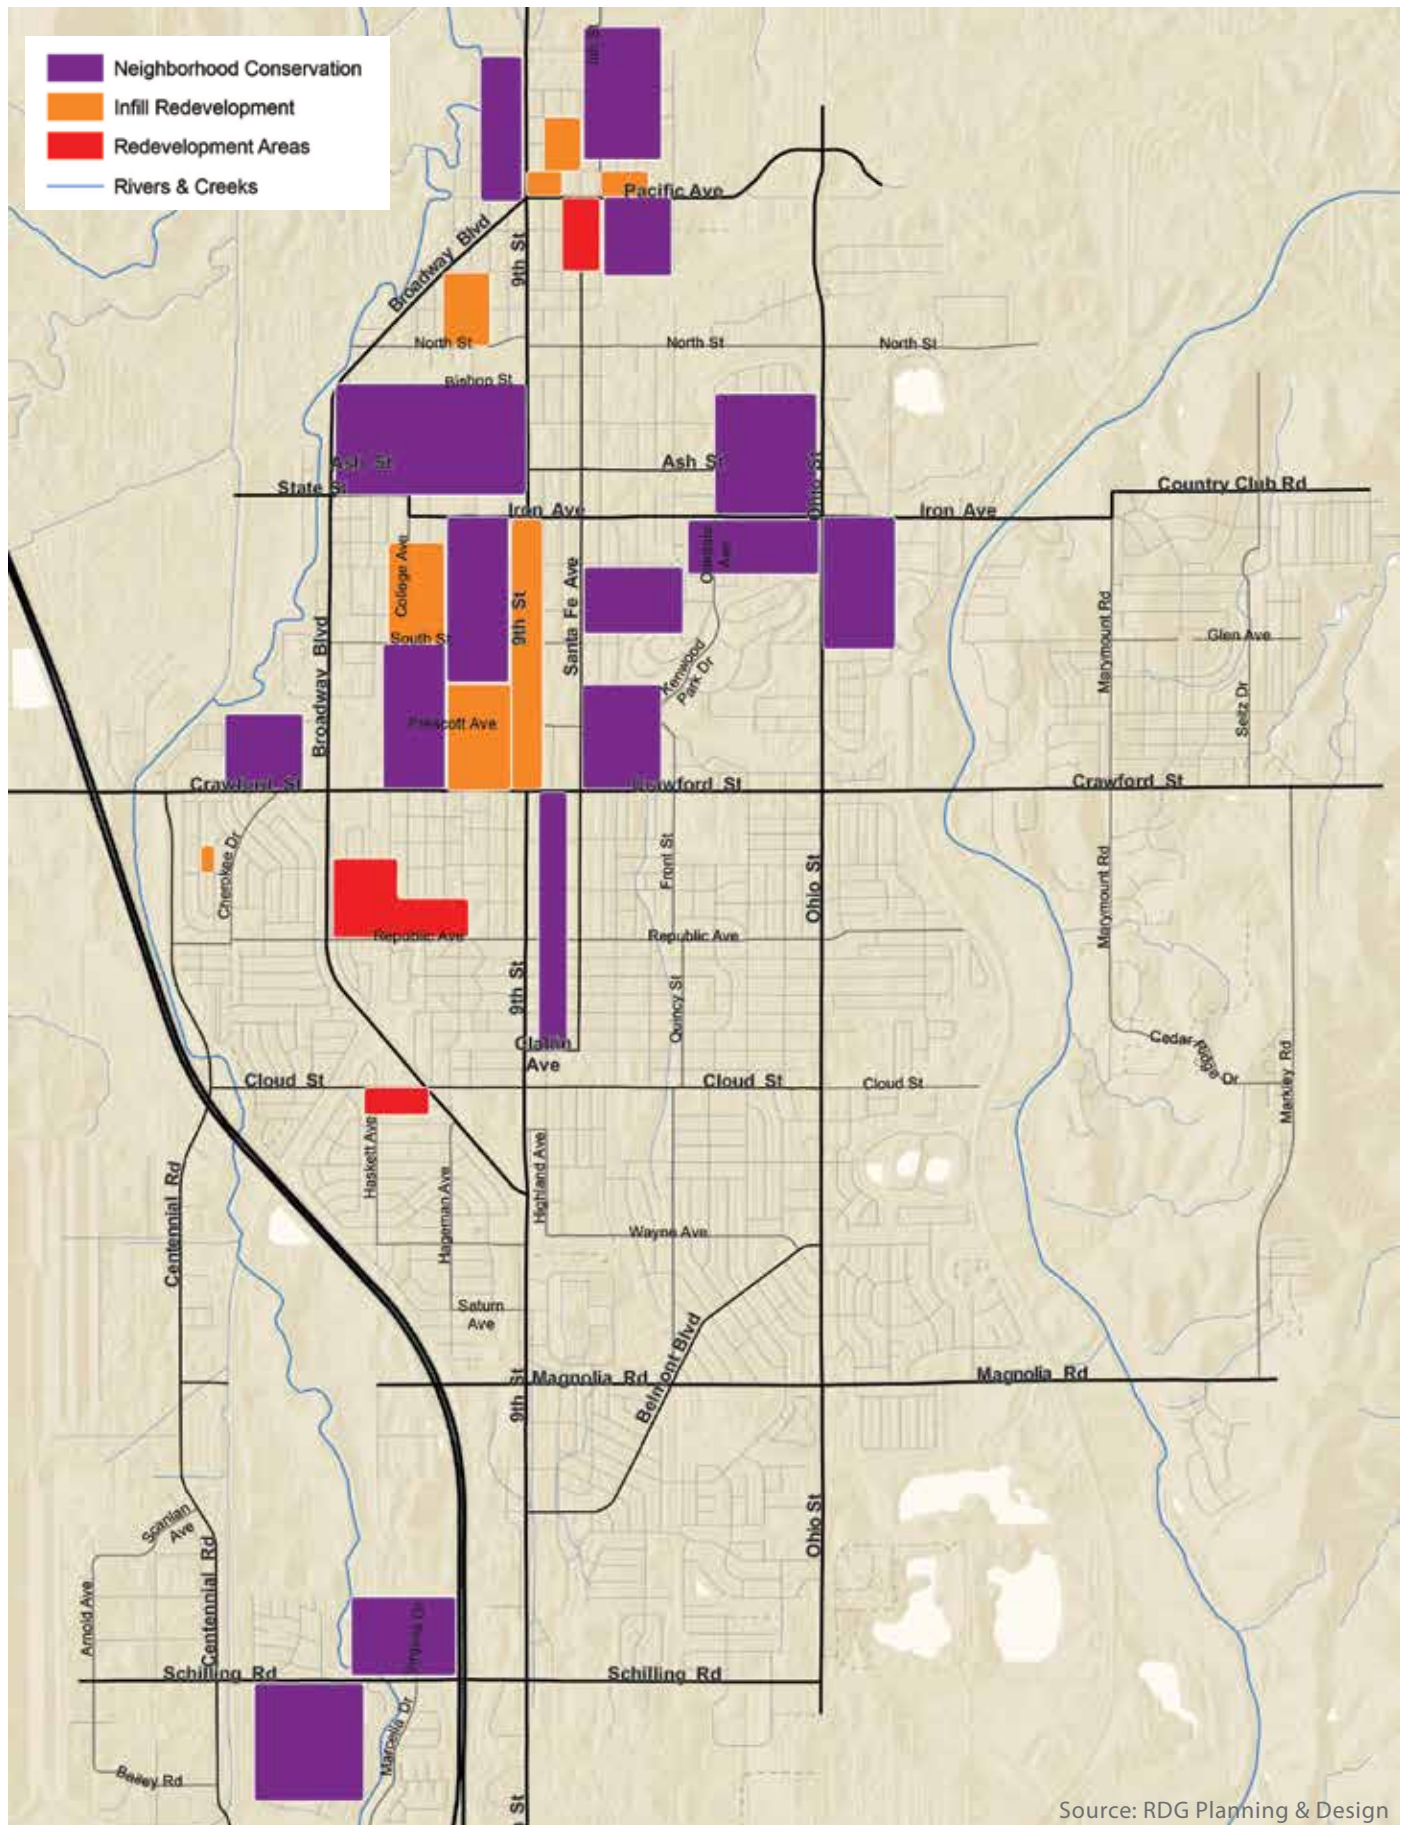 Neighborhood Conservation
Infill Redevelopment
Redevelopment Areas
Rivers & Creeks
Pacific Ave
Broadway Blvd
9th St
North St
North St
North St
Bishop St
Ash St
Ash St
State St
Ohio St
Country Club Rd
Iron Ave
Iron Ave
College Ave
Oakdale
Ave
9th St
Santa Fe Ave
South St
Broadway Blvd
Kenwood
Park Dr
Marymount Rd
Glen Ave
Seitz Dr
Prescott Ave
Crawford St
Crawford St
Crawford St
Cherokee Dr
Front St
Ohio St
Marymount Rd
Republic Ave
Republic Ave
9th St
Quincy St
Claflin
Ave
Cedar Ridge Dr
Markley Rd
Cloud St
Cloud St
Cloud St
Haskett Ave
Hageman Ave
Highland Ave
Centennial Rd
Wayne Ave
Saturn
Ave
Belmont Blvd
9th St
Magnolia Rd
Magnolia Rd
Scanlan
Ave
Ohio St
Arnold Ave
Centennial Rd
Virginia Dr
Schilling Rd
Schilling Rd
Marcella Dr
Bailey Rd
St
Source: RDG Planning & Design